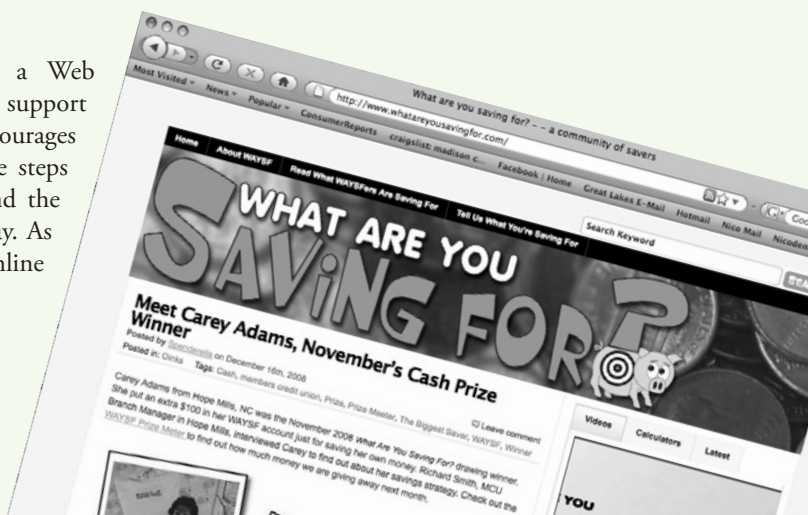 a Web
support
ourages
e steps
nd the
y. As
nline
What are you saving for? – – a community of savers
http://www.whatareyousavingfor.com/
Most Visited
News
Popular
ConsumerReports
craigslist: madison c...
Facebook | Home
Great Lakes E-Mail
Hotmail
Nico Mail
Nicodem
Home
About WAYSF
Read What WAYSFers Are Saving For
Tell Us What You're Saving For
Search Keyword
WHAT ARE YOU
SAViNG FOR?
Meet Carey Adams, November's Cash Prize
Winner
Posted by Spenderella on December 16th, 2008
Posted in: Oinks Tags: Cash, members credit union, Prize, Prize Meeter, The Biggest Saver, WAYSF, Winner
Leave comment
Carey Adams from Hope Mills, NC was the November 2008 What Are You Saving For? drawing winner.
She put an extra $100 in her WAYSF account just for saving her own money. Richard Smith, MCU
Branch Manager in Hope Mills, interviewed Carey to find out about her savings strategy. Check out the
WAYSF Prize Meter to find out how much money we are giving away next month.
Videos
Calculators
Latest
YOU